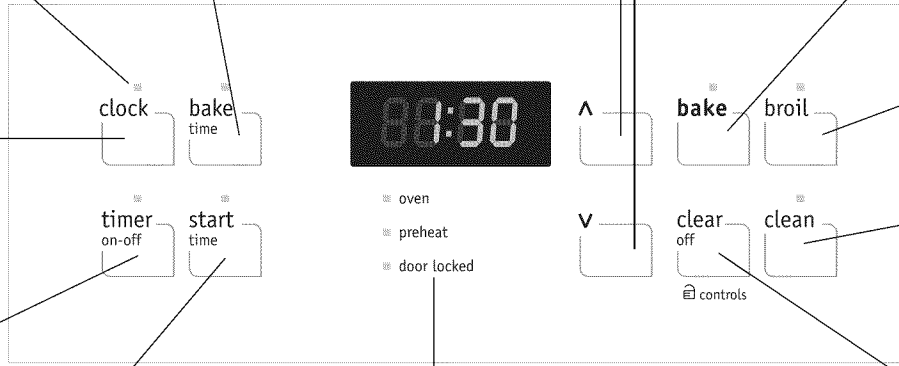 clock
bake
time
1:30
^
bake
broil
timer
on-off
start
time
oven
preheat
door locked
v
clear
off
clean
controls